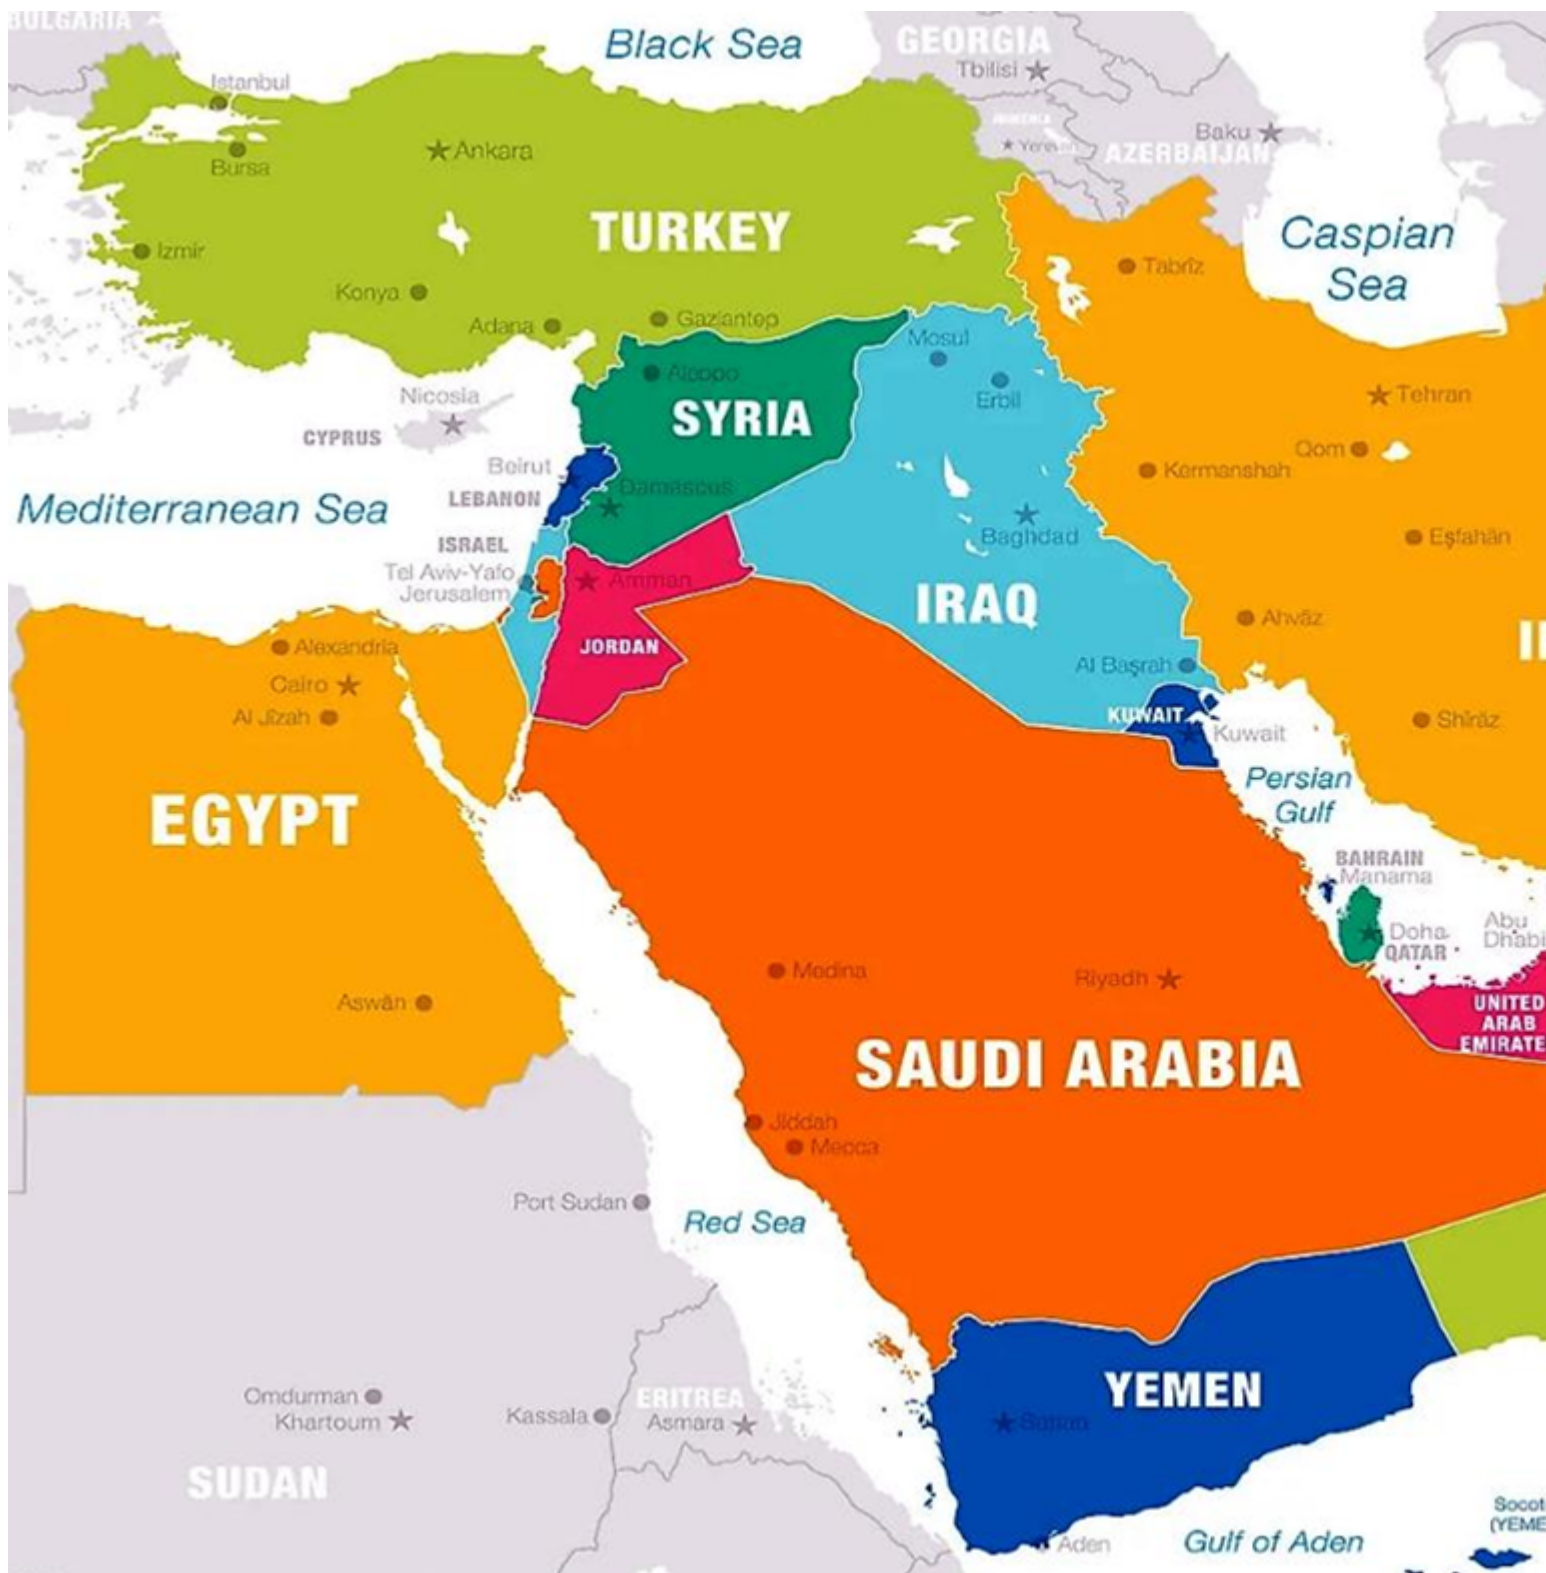 BULGARIA
Black Sea
GEORGIA
Tbilisi
Istanbul
ARMENIA
Baku
AZERBAIJAN
Bursa
Ankara
TURKEY
Caspian
Sea
Izmir
Tabrīz
Konya
Adana
Gaziantep
Mosul
Erbil
Tehran
Nicosia
CYPRUS
Aleppo
SYRIA
Qom
Kermanshah
Beirut
LEBANON
Damascus
Mediterranean Sea
Baghdad
Eşfahān
ISRAEL
Tel Aviv-Yafo
Jerusalem
Amman
IRAQ
Ahvāz
JORDAN
Alexandria
Cairo
Al Jīzah
Al Başrah
KUWAIT
Kuwait
Shīrāz
Persian
Gulf
EGYPT
BAHRAIN
Manama
Doha
QATAR
Abu
Dhabi
Medina
Riyadh
Aswān
UNITED
ARAB
EMIRATE
SAUDI ARABIA
Jiddah
Mecca
Port Sudan
Red Sea
Omdurman
Khartoum
Kassala
ERITREA
Asmara
YEMEN
SUDAN
Socot
(YEME
Aden
Gulf of Aden